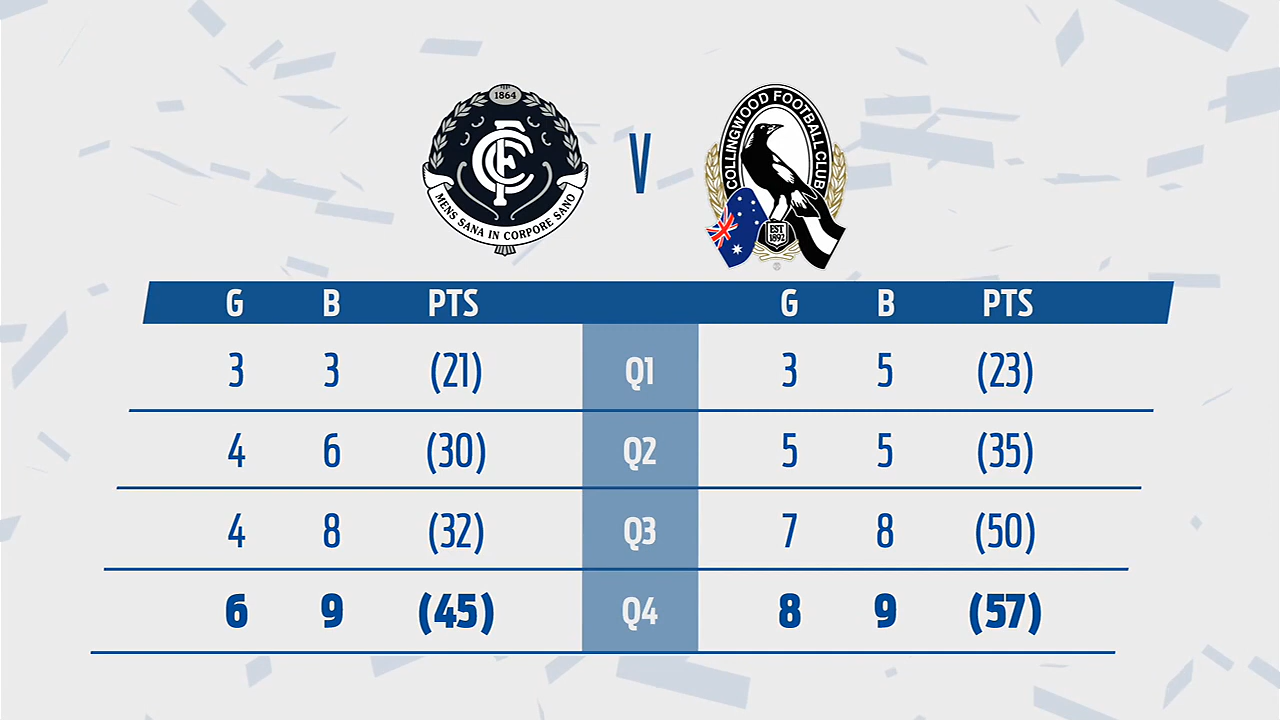 1864
CFC
MENS SANA IN CORPORE SANO
V
COLLINGWOOD FOOTBALL CLUB
EST
1892
G B PTS G B PTS
3 3 (21) Q1 3 5 (23)
4 6 (30) Q2 5 5 (35)
4 8 (32) Q3 7 8 (50)
6 9 (45) Q4 8 9 (57)